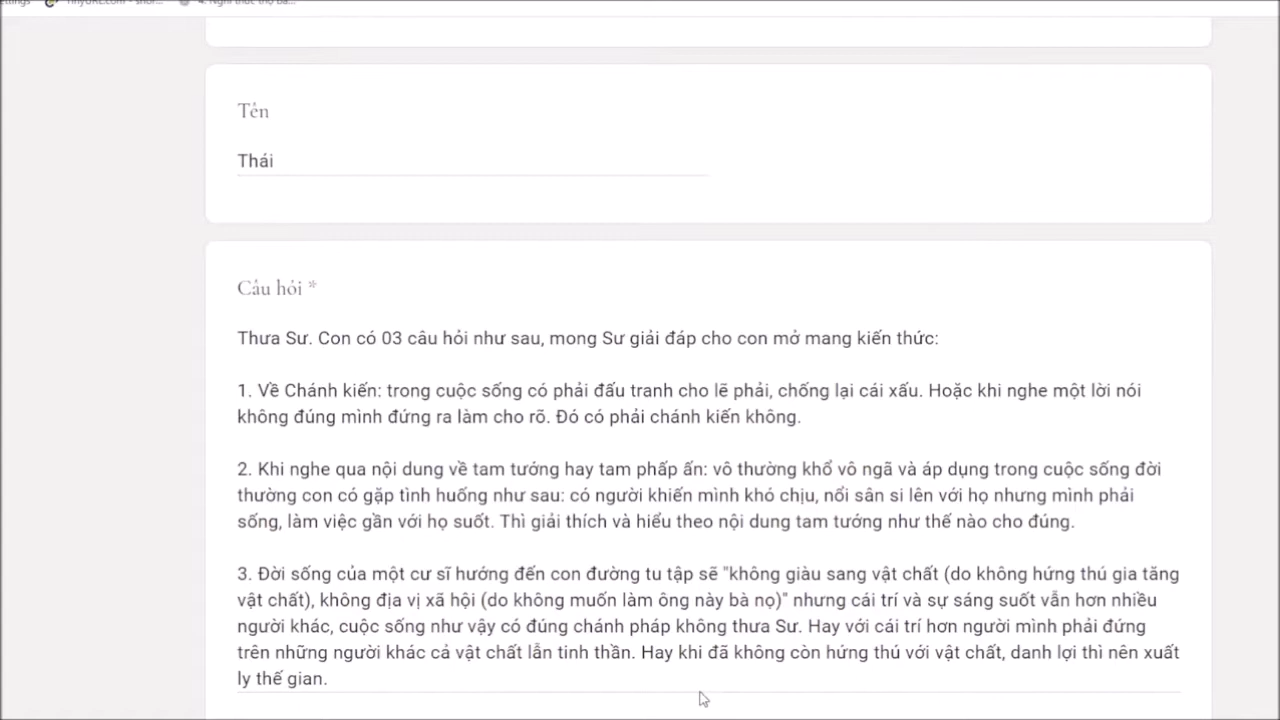 Tên
Thái
Câu hỏi *
Thưa Sư. Con có 03 câu hỏi như sau, mong Sư giải đáp cho con mở mang kiến thức:
1. Về Chánh kiến: trong cuộc sống có phải đấu tranh cho lẽ phải, chống lại cái xấu. Hoặc khi nghe một lời nói
không đúng mình đứng ra làm cho rõ. Đó có phải chánh kiến không.
2. Khi nghe qua nội dung về tam tướng hay tam phấp ấn: vô thường khổ vô ngã và áp dụng trong cuộc sống đời
thường con có gặp tình huống như sau: có người khiến mình khó chịu, nổi sân si lên với họ nhưng mình phải
sống, làm việc gần với họ suốt. Thì giải thích và hiểu theo nội dung tam tướng như thế nào cho đúng.
3. Đời sống của một cư sĩ hướng đến con đường tu tập sẽ "không giàu sang vật chất (do không hứng thú gia tăng
vật chất), không địa vị xã hội (do không muốn làm ông này bà nọ)" nhưng cái trí và sự sáng suốt vẫn hơn nhiều
người khác, cuộc sống như vậy có đúng chánh pháp không thưa Sư. Hay với cái trí hơn người mình phải đứng
trên những người khác cả vật chất lẫn tinh thần. Hay khi đã không còn hứng thú với vật chất, danh lợi thì nên xuất
ly thế gian.